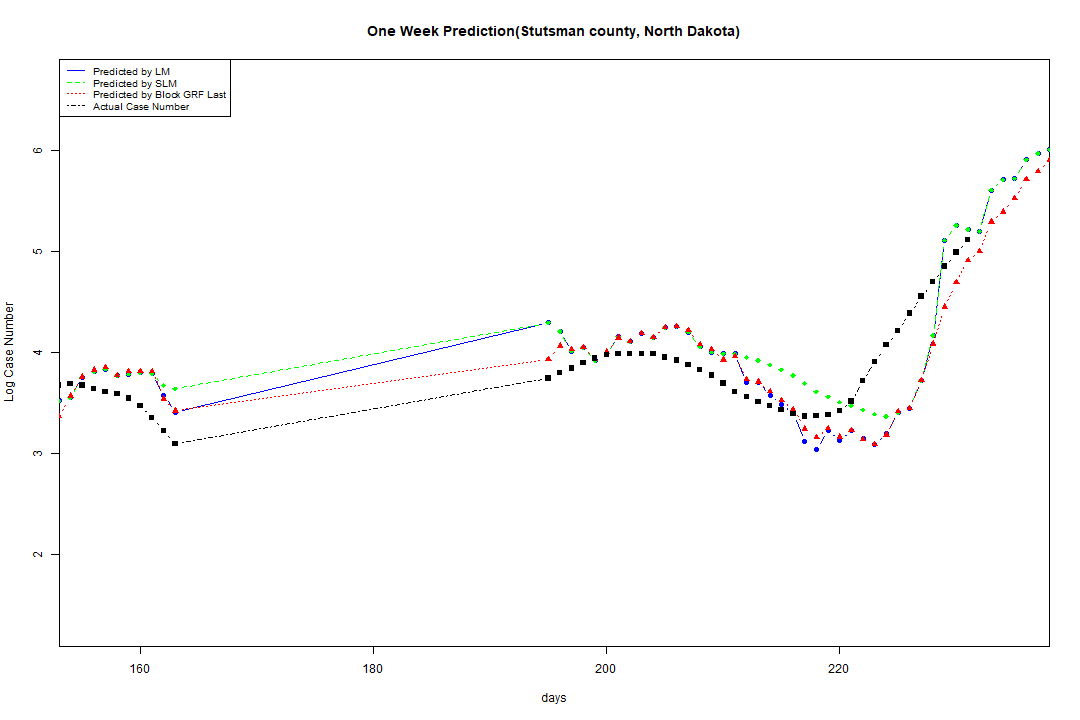 One Week Prediction(Stutsman county, North Dakota)
Predicted by LM
Predicted by SLM
Predicted by Block GRF Last
Actual Case Number
Log Case Number
6
5
4
3
2
160 180 200 220
days